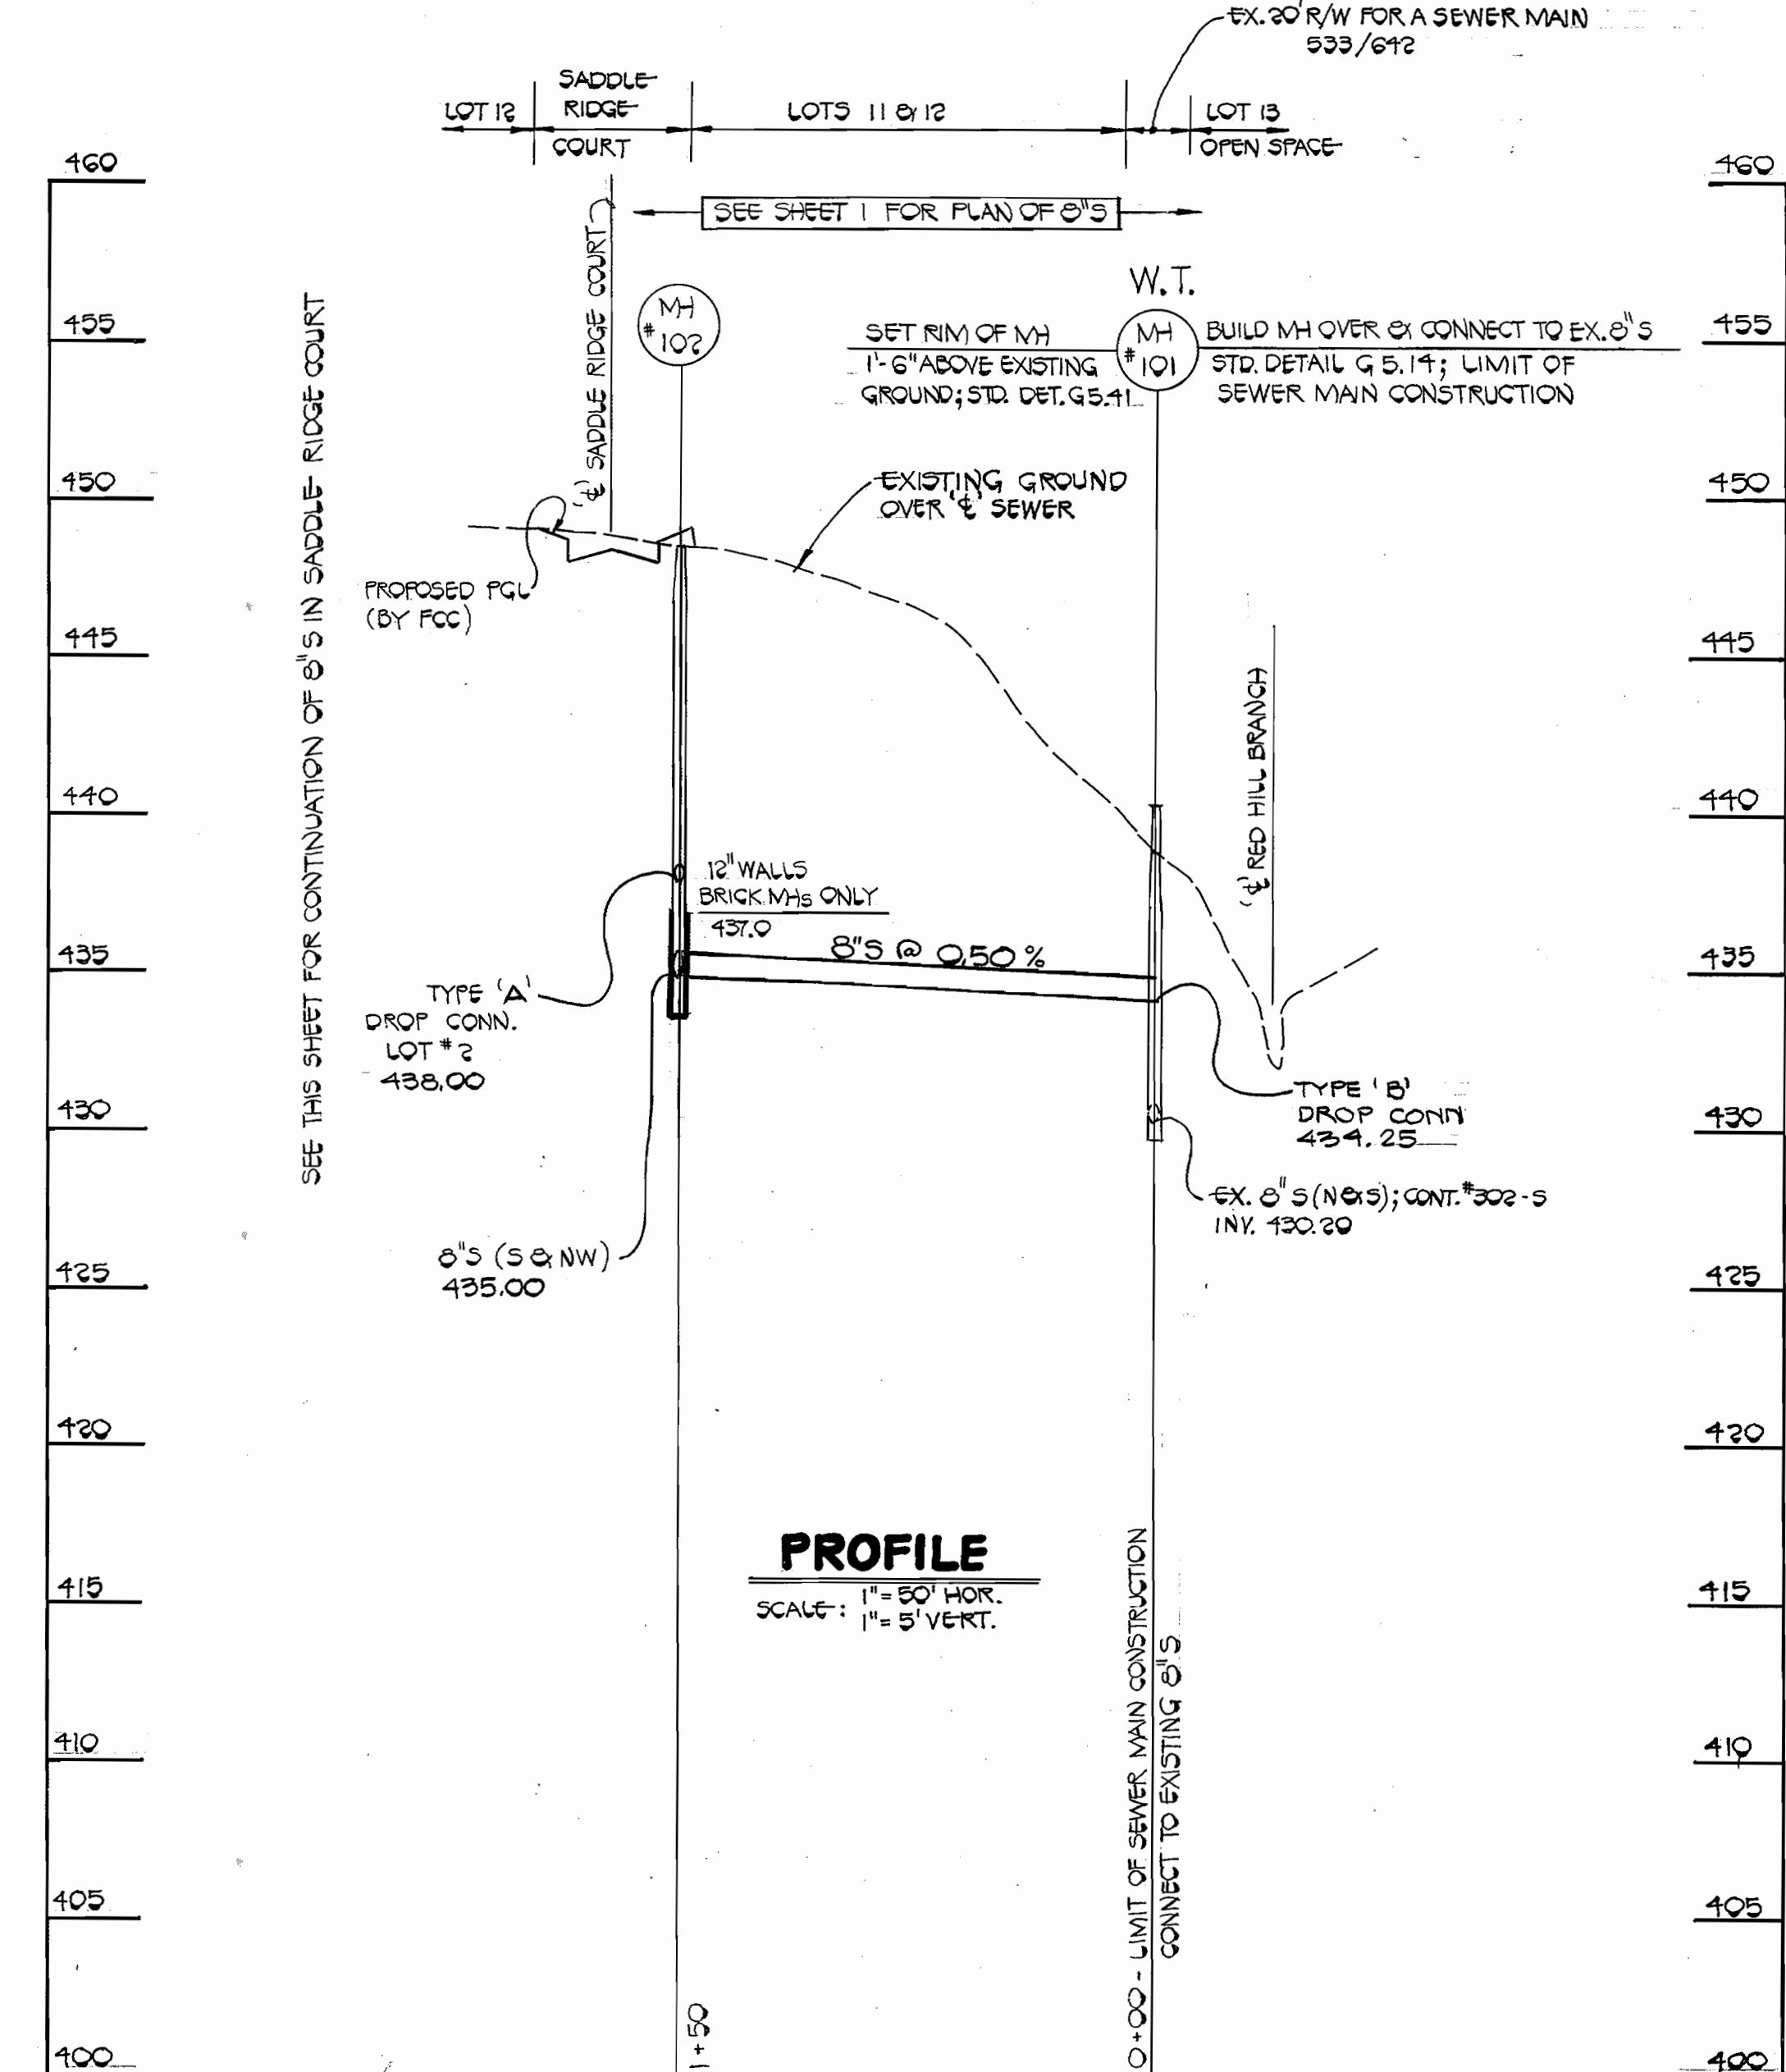 EX. 20' R/W FOR A SEWER MAIN
533/642
LOT 12
SADDLE
RIDGE
COURT
LOTS 11 & 12
LOT 13
OPEN SPACE
460
460
SEE SHEET 1 FOR PLAN OF 8"S
W.T.
455
MH
#102
SET RIM OF MH
1'-6" ABOVE EXISTING
GROUND; STD. DET. G5.41
MH
#101
BUILD MH OVER & CONNECT TO EX. 8"S
STD. DETAIL G 5.14; LIMIT OF
SEWER MAIN CONSTRUCTION
455
SEE THIS SHEET FOR CONTINUATION OF 8"S IN SADDLE RIDGE COURT
'℄' SADDLE RIDGE COURT
450
EXISTING GROUND
OVER '℄' SEWER
450
PROPOSED PGL
(BY FCC)
445
445
'℄' RED HILL BRANCH
440
440
12" WALLS
BRICK MHs ONLY
437.0
8"S @ 0.50 %
435
435
TYPE 'A'
DROP CONN.
LOT #2
438.00
430
TYPE 'B'
DROP CONN
434.25
430
EX. 8"S (N&S); CONT. #302-S
INV. 430.20
8"S (S & NW)
435.00
425
425
420
420
PROFILE
SCALE: 1" = 50' HOR.
1" = 5' VERT.
415
415
410
410
405
405
400
400
1+50
0+00 - LIMIT OF SEWER MAIN CONSTRUCTION
CONNECT TO EXISTING 8"S